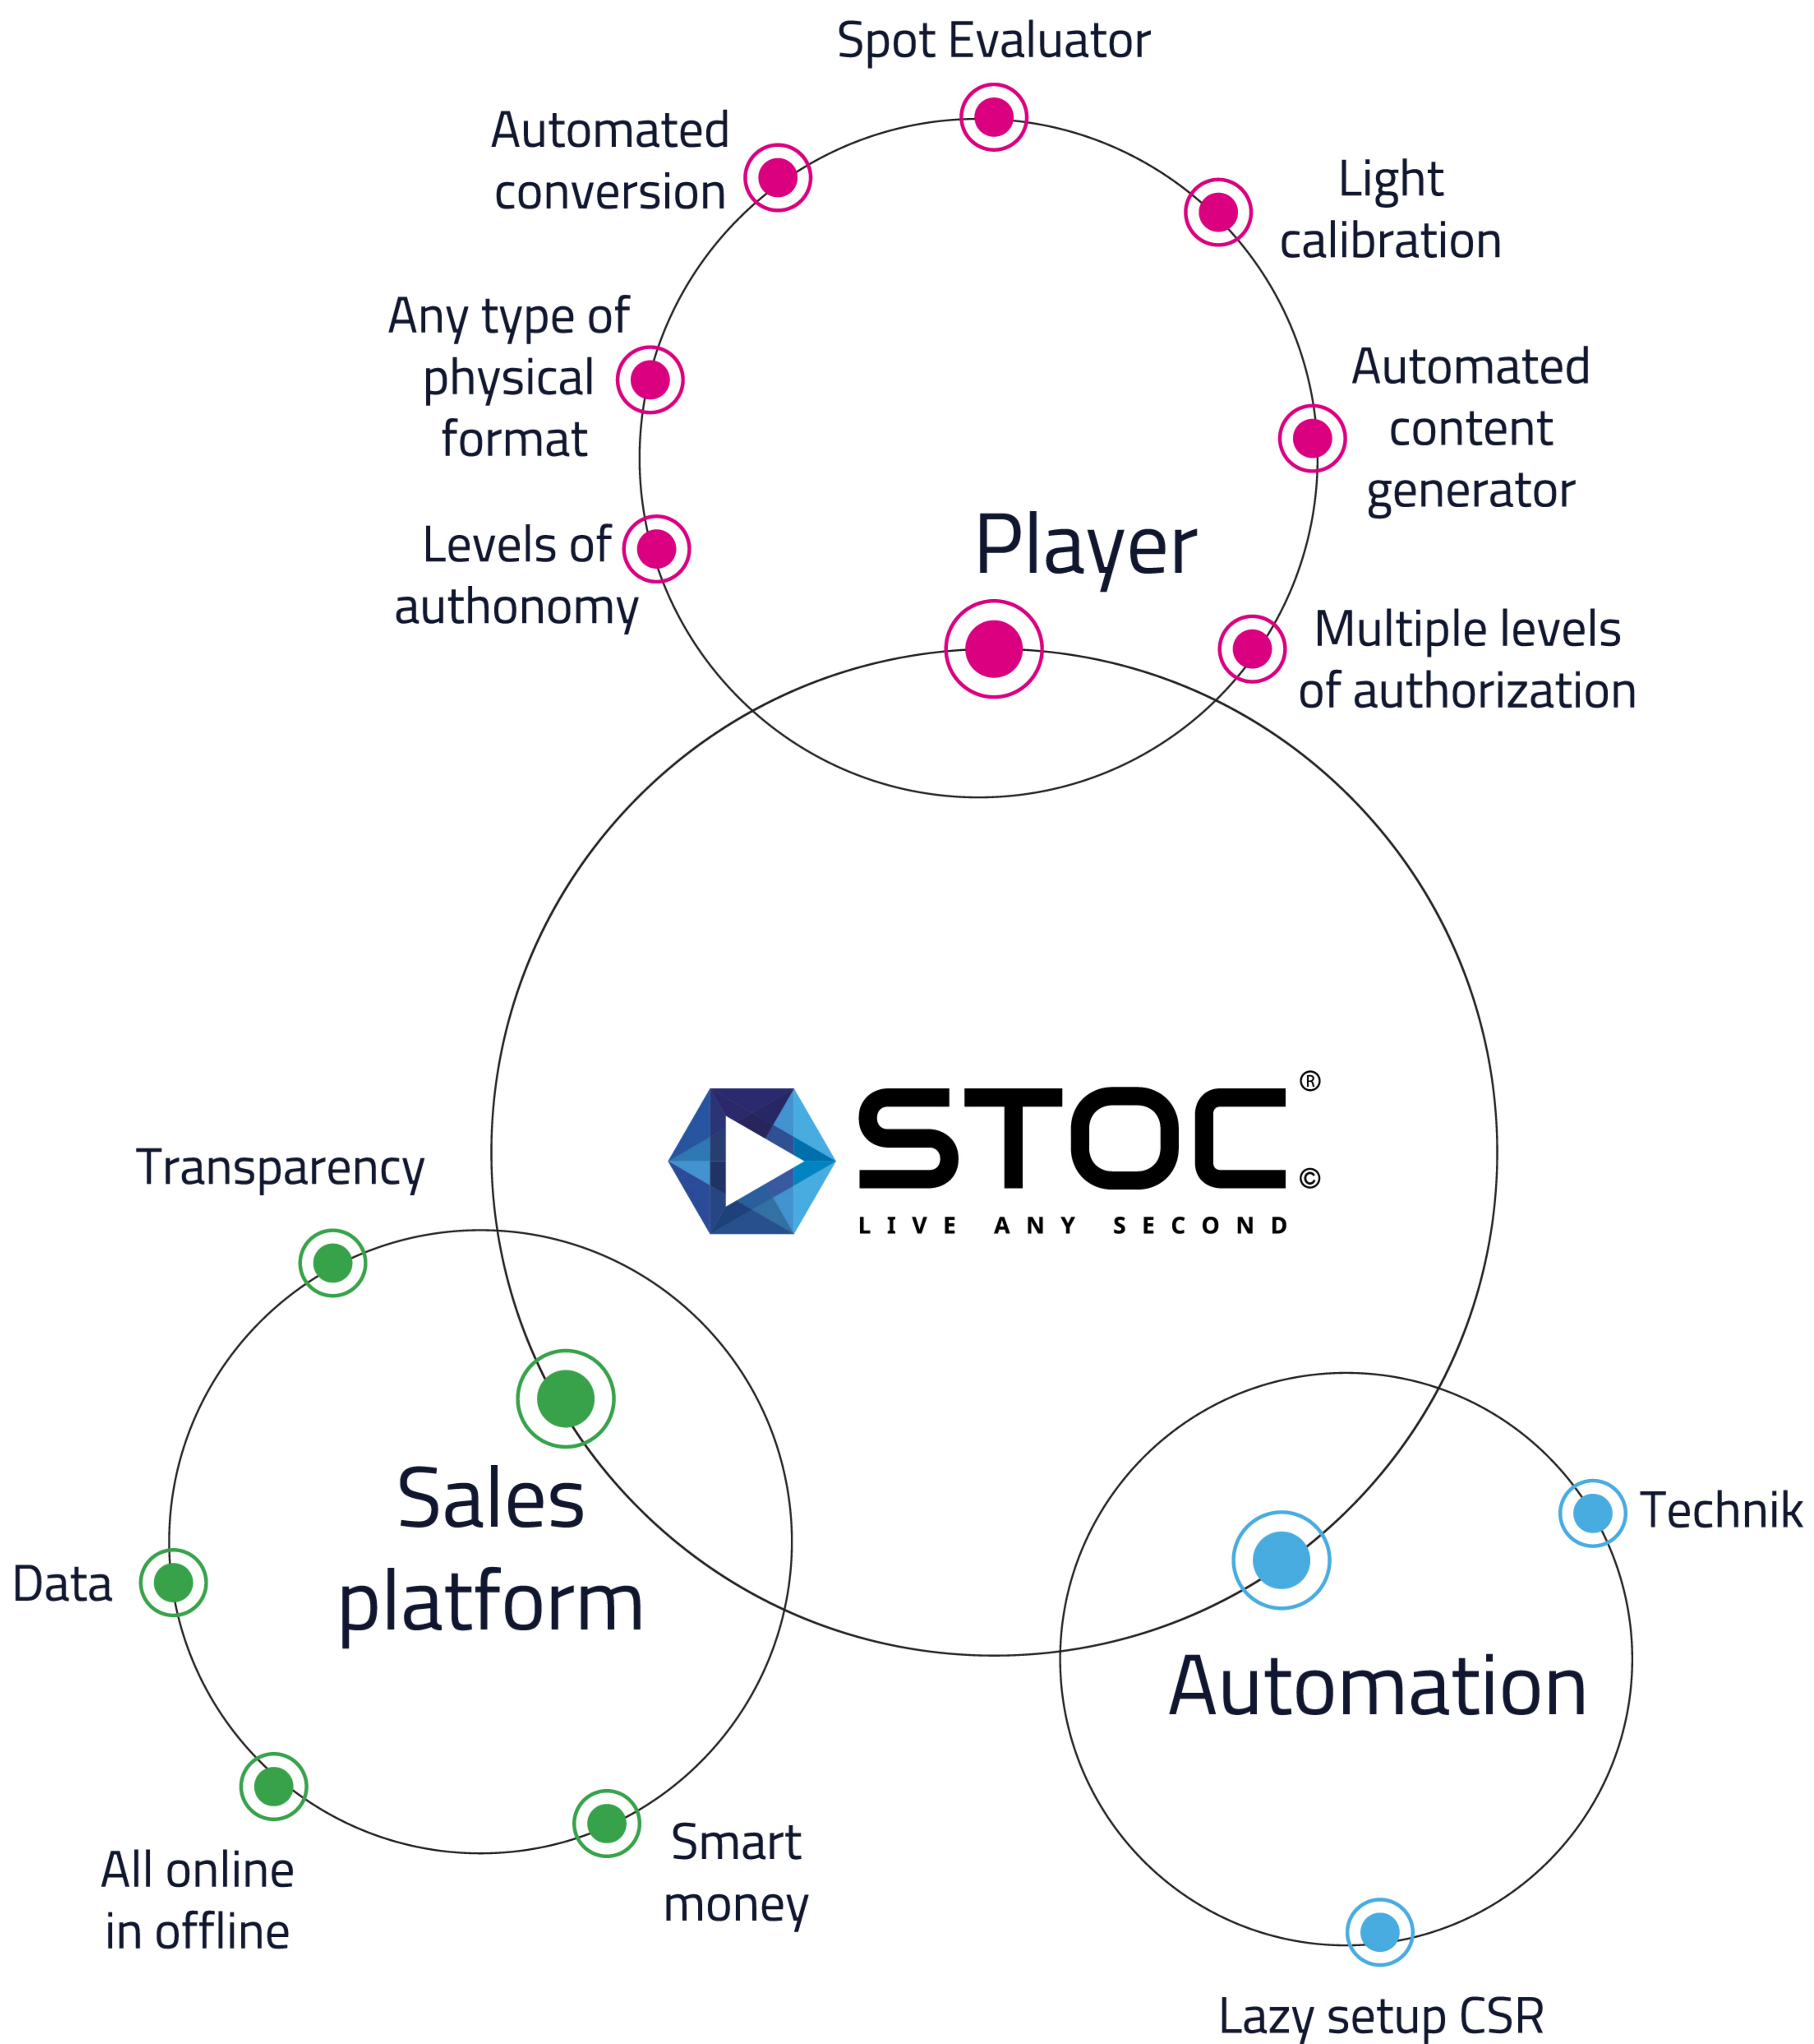 Spot Evaluator
Automated
conversion
Light
calibration
Any type of
physical
format
Automated
content
generator
Levels of
authonomy
Player
Multiple levels
of authorization
STOC ®
©
LIVE ANY SECOND
Transparency
Sales
platform
Data
All online
in offline
Smart
money
Technik
Automation
Lazy setup CSR